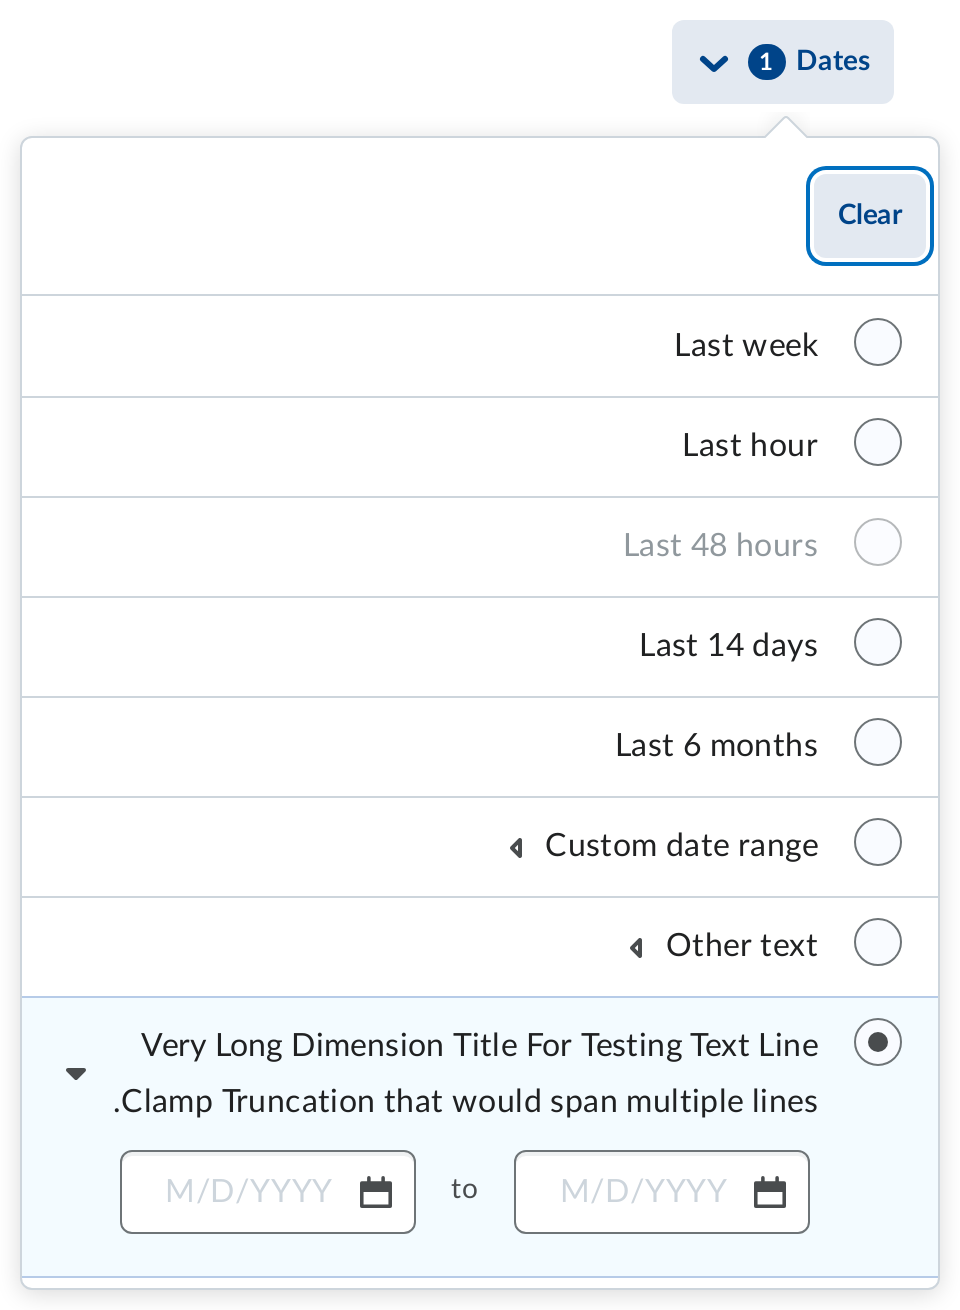 1 Dates
Clear
Last week
Last hour
Last 48 hours
Last 14 days
Last 6 months
Custom date range
Other text
Very Long Dimension Title For Testing Text Line
.Clamp Truncation that would span multiple lines
M/D/YYYY to M/D/YYYY